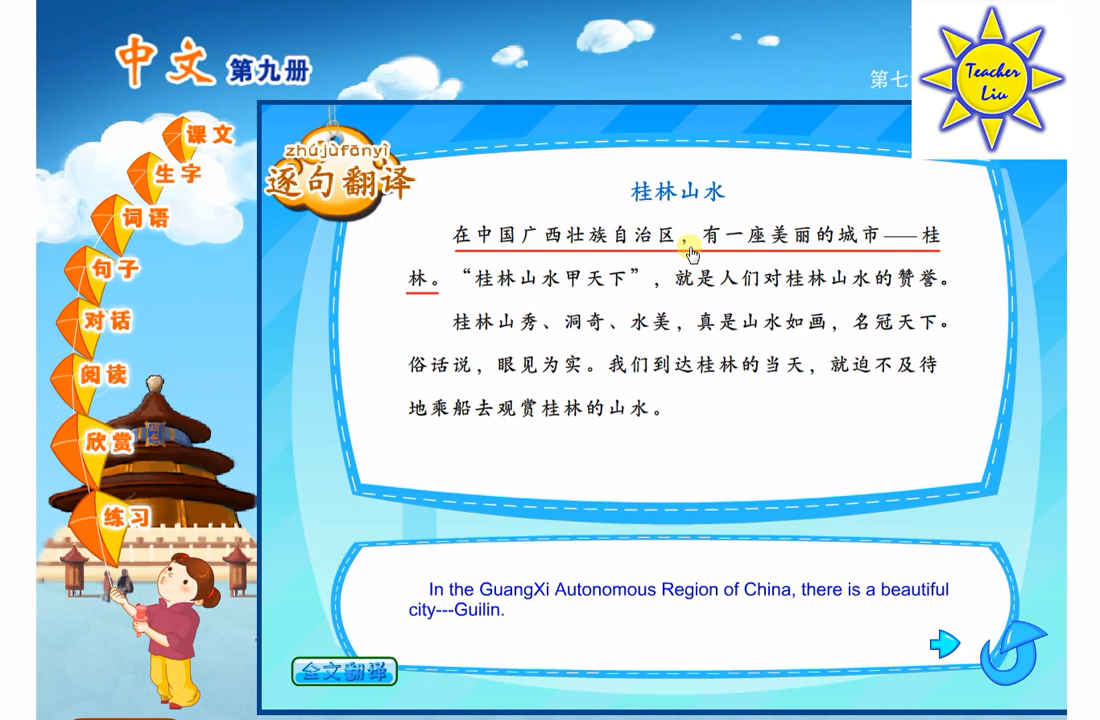 中文 第九册
第七
Teacher
Liu
课文
生字
词语
句子
对话
阅读
欣赏
练习
zhújùfānyì
逐句翻译
桂林山水
在中国广西壮族自治区，有一座美丽的城市——桂
林。“桂林山水甲天下”，就是人们对桂林山水的赞誉。
桂林山秀、洞奇、水美，真是山水如画，名冠天下。
俗话说，眼见为实。我们到达桂林的当天，就迫不及待
地乘船去观赏桂林的山水。
In the GuangXi Autonomous Region of China, there is a beautiful
city---Guilin.
全文翻译